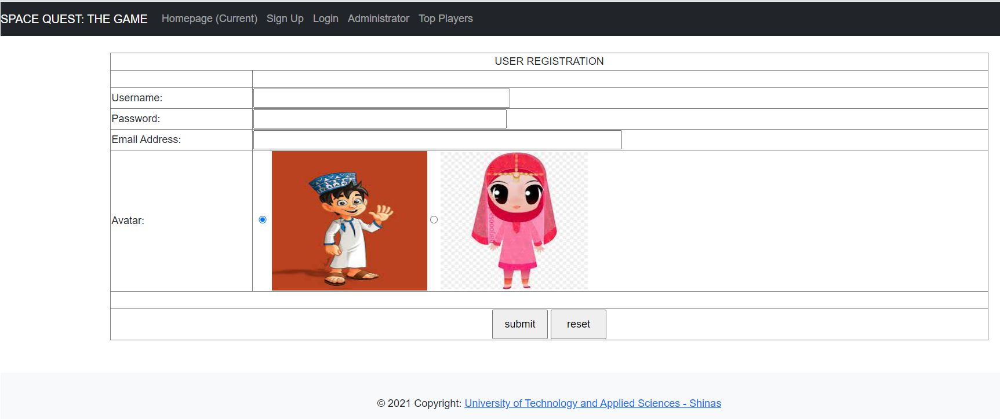 SPACE QUEST: THE GAME Homepage (Current) Sign Up Login Administrator Top Players
USER REGISTRATION
Username:
Password:
Email Address:
Avatar:
submit reset
© 2021 Copyright: University of Technology and Applied Sciences - Shinas